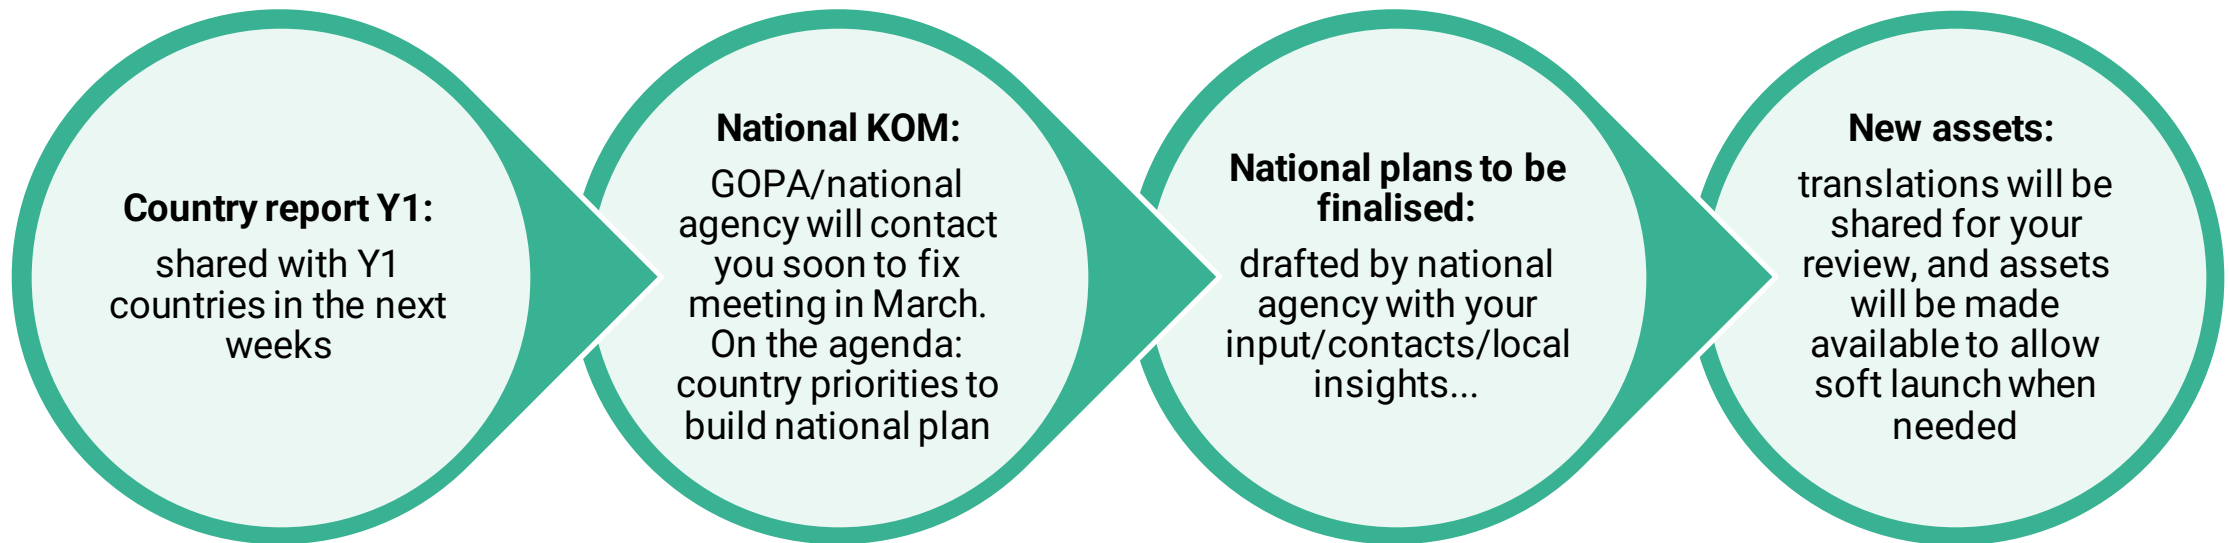 Country report Y1:
shared with Y1
countries in the next
weeks
National KOM:
GOPA/national
agency will contact
you soon to fix
meeting in March.
On the agenda:
country priorities to
build national plan
National plans to be
finalised:
drafted by national
agency with your
input/contacts/local
insights...
New assets:
translations will be
shared for your
review, and assets
will be made
available to allow
soft launch when
needed